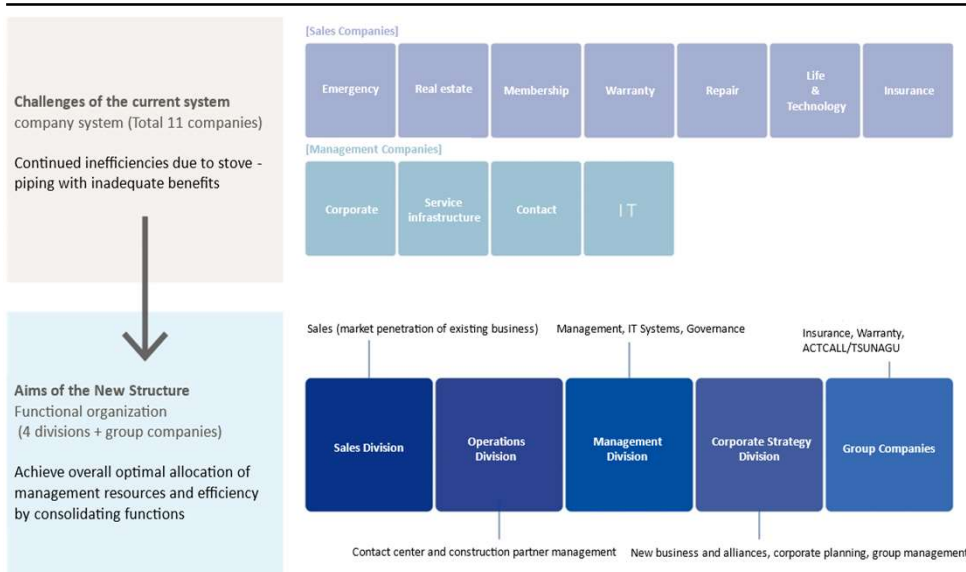 Challenges of the current system
company system (Total 11 companies)
Continued inefficiencies due to stove -
piping with inadequate benefits
[Sales Companies]
Emergency
Real estate
Membership
Warranty
Repair
Life
&
Technology
Insurance
[Management Companies]
Corporate
Service
infrastructure
Contact
IT
Aims of the New Structure
Functional organization
(4 divisions + group companies)
Achieve overall optimal allocation of
management resources and efficiency
by consolidating functions
Sales (market penetration of existing business)
Management, IT Systems, Governance
Insurance, Warranty,
ACTCALL/TSUNAGU
Sales Division
Operations
Division
Management
Division
Corporate Strategy
Division
Group Companies
Contact center and construction partner management
New business and alliances, corporate planning, group management